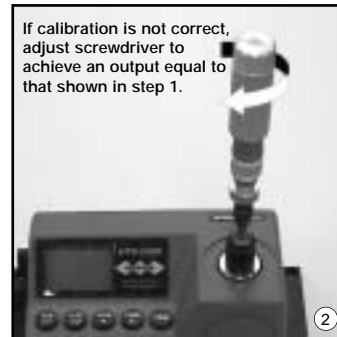 If calibration is not correct,
adjust screwdriver to
achieve an output equal to
that shown in step 1.
2